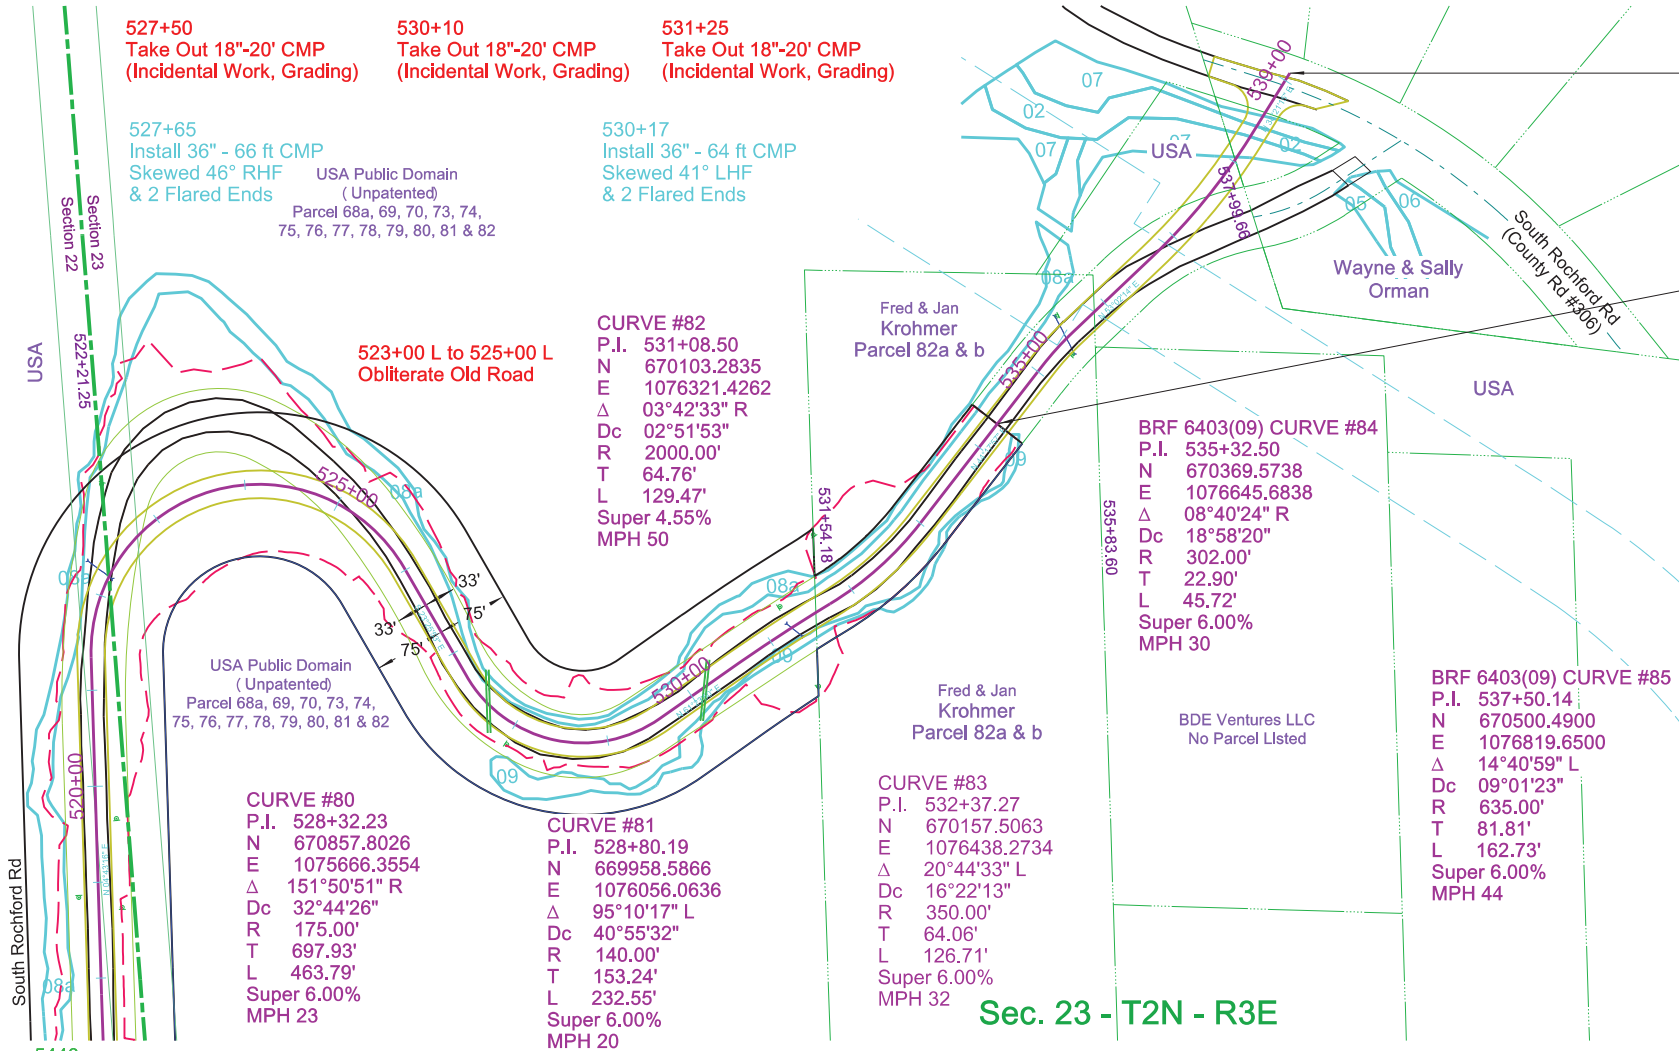 527+50
Take Out 18"-20' CMP
(Incidental Work, Grading)
530+10
Take Out 18"-20' CMP
(Incidental Work, Grading)
531+25
Take Out 18"-20' CMP
(Incidental Work, Grading)
527+65
Install 36" - 66 ft CMP
Skewed 46° RHF
& 2 Flared Ends
530+17
Install 36" - 64 ft CMP
Skewed 41° LHF
& 2 Flared Ends
USA Public Domain
( Unpatented)
Parcel 68a, 69, 70, 73, 74,
75, 76, 77, 78, 79, 80, 81 & 82
Section 22
Section 23
USA
522+21.25
523+00 L to 525+00 L
Obliterate Old Road
CURVE #82
P.I. 531+08.50
N 670103.2835
E 1076321.4262
Δ 03°42'33" R
Dc 02°51'53"
R 2000.00'
T 64.76'
L 129.47'
Super 4.55%
MPH 50
Fred & Jan
Krohmer
Parcel 82a & b
07
02
07
07
02
USA
539+00
537+99.66
05
06
Wayne & Sally
Orman
South Rochford Rd
(County Rd #306)
USA
08a
535+00
09
BRF 6403(09) CURVE #84
P.I. 535+32.50
N 670369.5738
E 1076645.6838
Δ 08°40'24" R
Dc 18°58'20"
R 302.00'
T 22.90'
L 45.72'
Super 6.00%
MPH 30
531+54.18
535+83.60
525+00
08a
08a
33'
75'
33'
75'
08a
09
530+00
09
USA Public Domain
( Unpatented)
Parcel 68a, 69, 70, 73, 74,
75, 76, 77, 78, 79, 80, 81 & 82
520+00
N 04°43'16" E
South Rochford Rd
08a
CURVE #80
P.I. 528+32.23
N 670857.8026
E 1075666.3554
Δ 151°50'51" R
Dc 32°44'26"
R 175.00'
T 697.93'
L 463.79'
Super 6.00%
MPH 23
CURVE #81
P.I. 528+80.19
N 669958.5866
E 1076056.0636
Δ 95°10'17" L
Dc 40°55'32"
R 140.00'
T 153.24'
L 232.55'
Super 6.00%
MPH 20
Fred & Jan
Krohmer
Parcel 82a & b
CURVE #83
P.I. 532+37.27
N 670157.5063
E 1076438.2734
Δ 20°44'33" L
Dc 16°22'13"
R 350.00'
T 64.06'
L 126.71'
Super 6.00%
MPH 32
BDE Ventures LLC
No Parcel LIsted
BRF 6403(09) CURVE #85
P.I. 537+50.14
N 670500.4900
E 1076819.6500
Δ 14°40'59" L
Dc 09°01'23"
R 635.00'
T 81.81'
L 162.73'
Super 6.00%
MPH 44
Sec. 23 - T2N - R3E